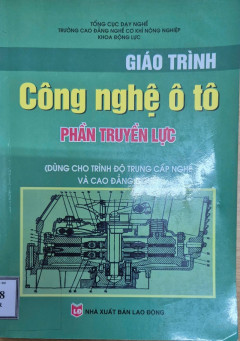 TỔNG CỤC DẠY NGHỀ
TRƯỜNG CAO ĐẲNG NGHỀ CƠ KHÍ NÔNG NGHIỆP
KHOA ĐỘNG LỰC
GIÁO TRÌNH
Công nghệ ô tô
PHẦN TRUYỀN LỰC
(DÙNG CHO TRÌNH ĐỘ TRUNG CẤP NGHỀ
VÀ CAO ĐẲNG
8
NHÀ XUẤT BẢN LAO ĐỘNG